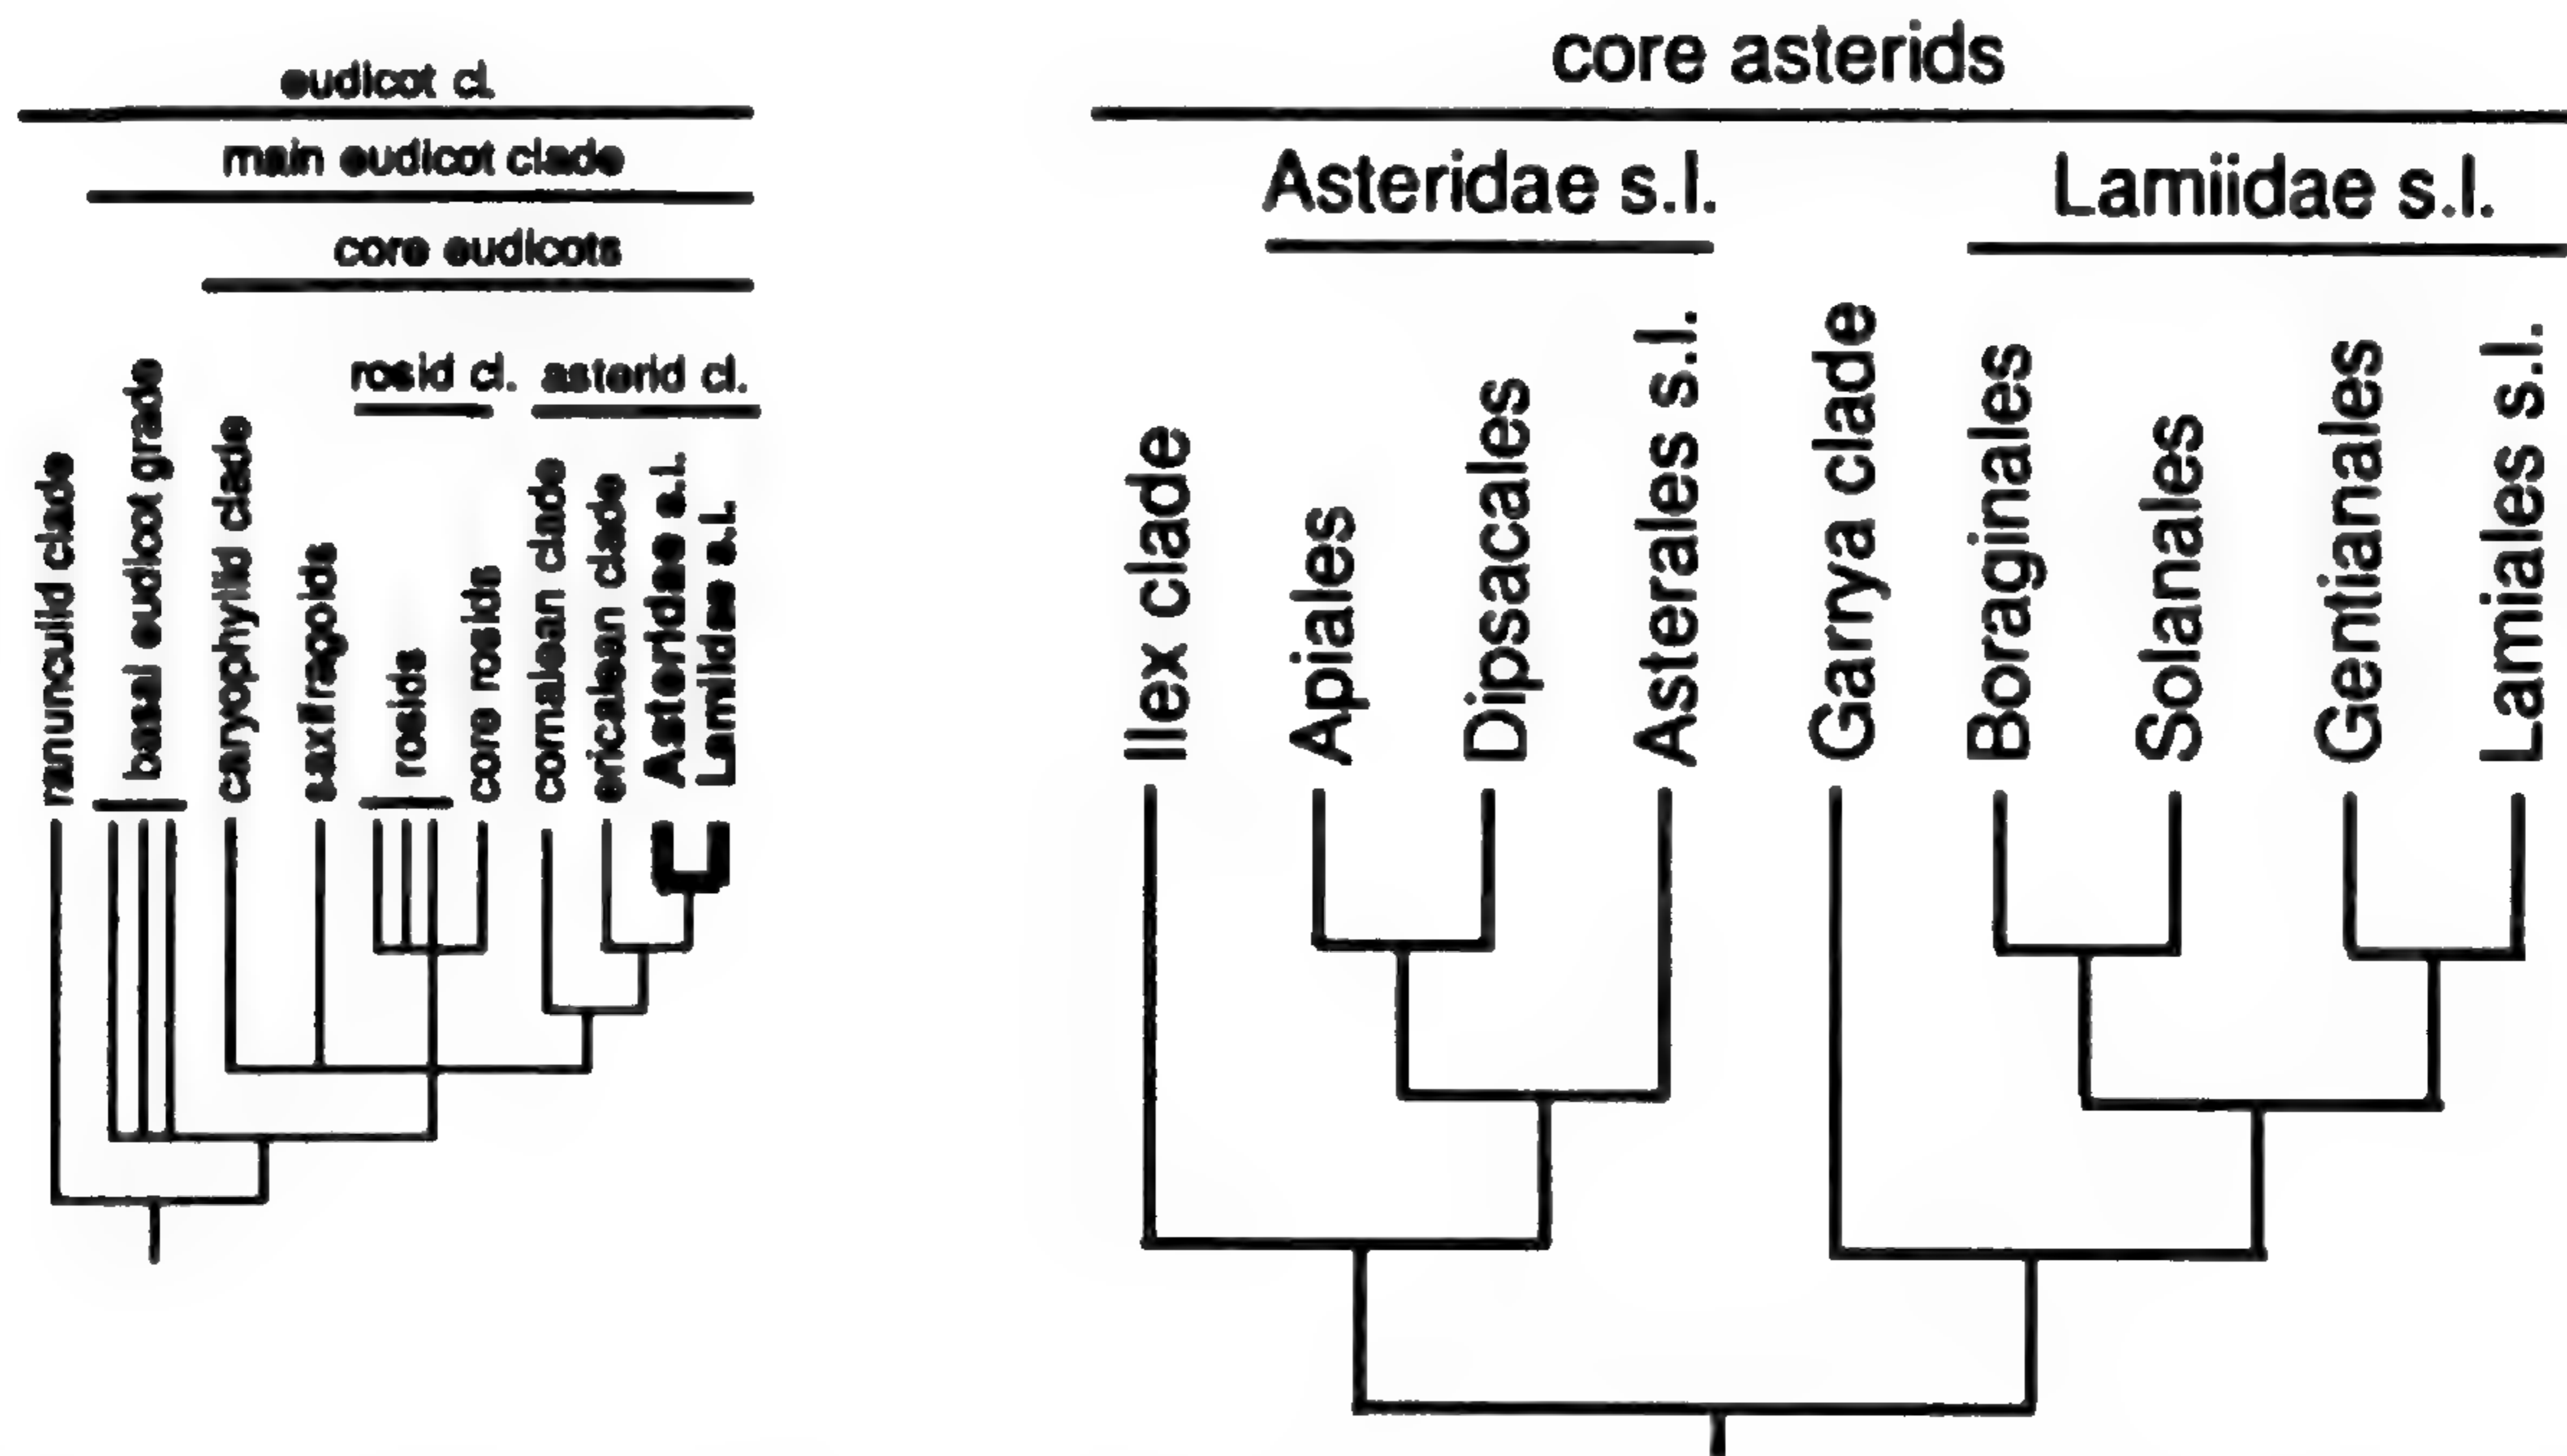 eudicot cl.
main eudicot clade
core eudicots
rosid cl.
asterid cl.
ranunculid clade
basal eudicot grade
caryophyllid clade
saxifragoids
rosids
core rosids
cornalean clade
ericalean clade
Asteridae s.l.
Lamiidae s.l.
core asterids
Asteridae s.l.
Lamiidae s.l.
Ilex clade
Apiales
Dipsacales
Asterales s.l.
Garrya clade
Boraginales
Solanales
Gentianales
Lamiales s.l.